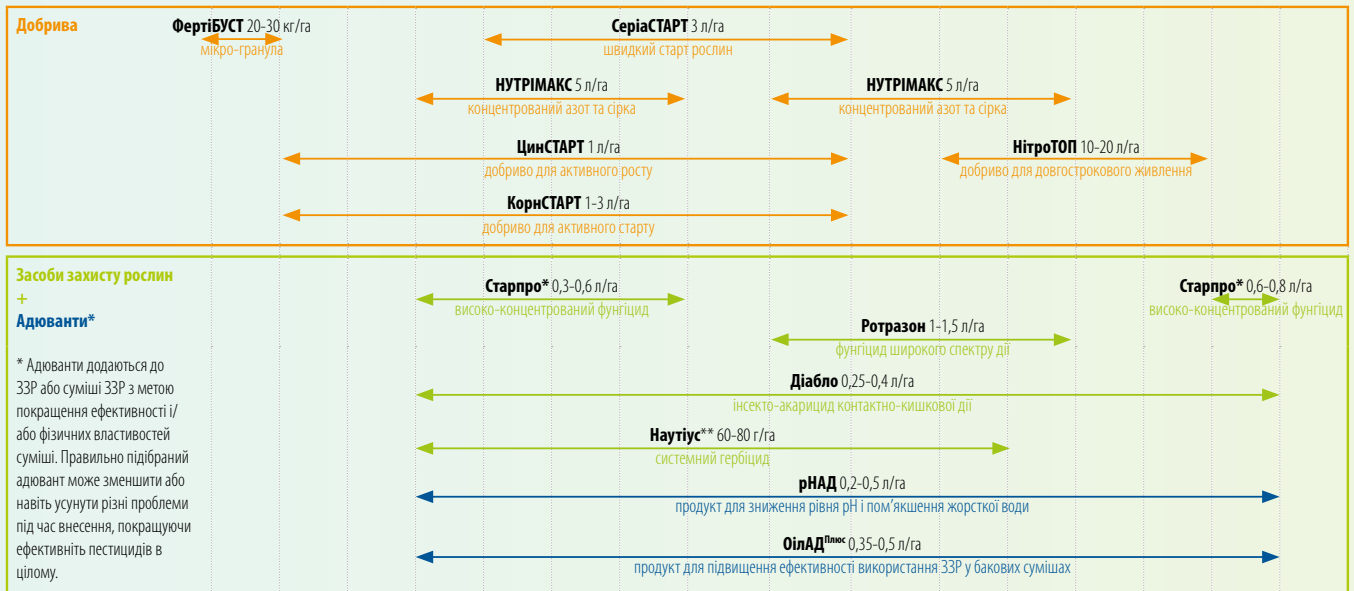 Добрива
ФертіБУСТ 20-30 кг/га
мікро-гранула
СеріаСТАРТ 3 л/га
швидкий старт рослин
НУТРІМАКС 5 л/га
концентрований азот та сірка
НУТРІМАКС 5 л/га
концентрований азот та сірка
ЦинСТАРТ 1 л/га
добриво для активного росту
НітроТОП 10-20 л/га
добриво для довгострокового живлення
КорнСТАРТ 1-3 л/га
добриво для активного старту
Засоби захисту рослин
+
Адюванти*
* Адюванти додаються до
ЗЗР або суміші ЗЗР з метою
покращення ефективності і/
або фізичних властивостей
суміші. Правильно підібраний
адювант може зменшити або
навіть усунути різні проблеми
під час внесення, покращуючи
ефективніть пестицидів в
цілому.
Старпро* 0,3-0,6 л/га
високо-концентрований фунгіцид
Старпро* 0,6-0,8 л/га
високо-концентрований фунгіцид
Ротразон 1-1,5 л/га
фунгіцид широкого спектру дії
Діабло 0,25-0,4 л/га
інсекто-акарицид контактно-кишкової дії
Наутіус** 60-80 г/га
системний гербіцид
рНАД 0,2-0,5 л/га
продукт для зниження рівня рН і пом’якшення жорсткої води
ОілАДПлюс 0,35-0,5 л/га
продукт для підвищення ефективності використання ЗЗР у бакових сумішах